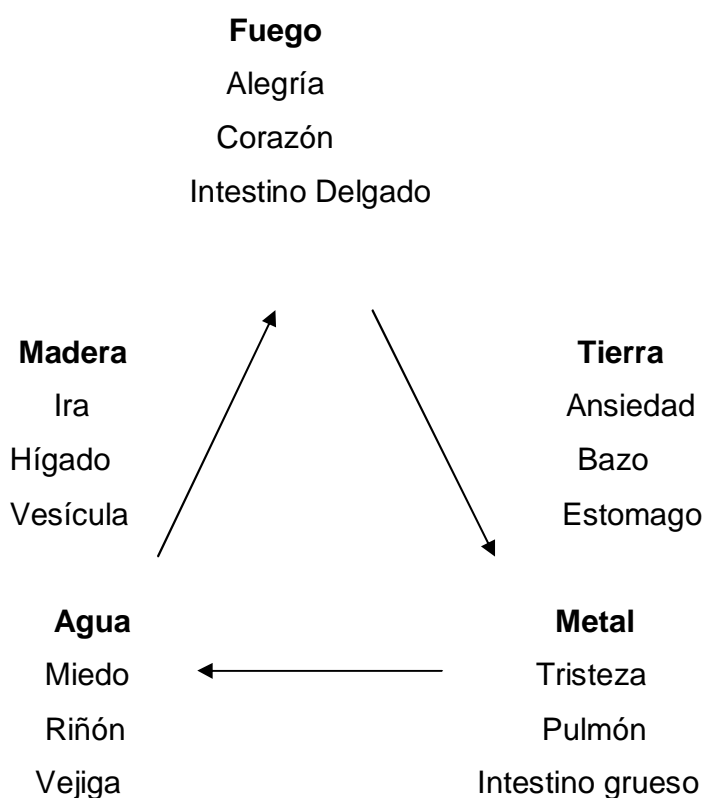 Fuego
Alegría
Corazón
Intestino Delgado
Madera
Ira
Hígado
Vesícula
Tierra
Ansiedad
Bazo
Estomago
Agua
Miedo
Riñón
Vejiga
Metal
Tristeza
Pulmón
Intestino grueso